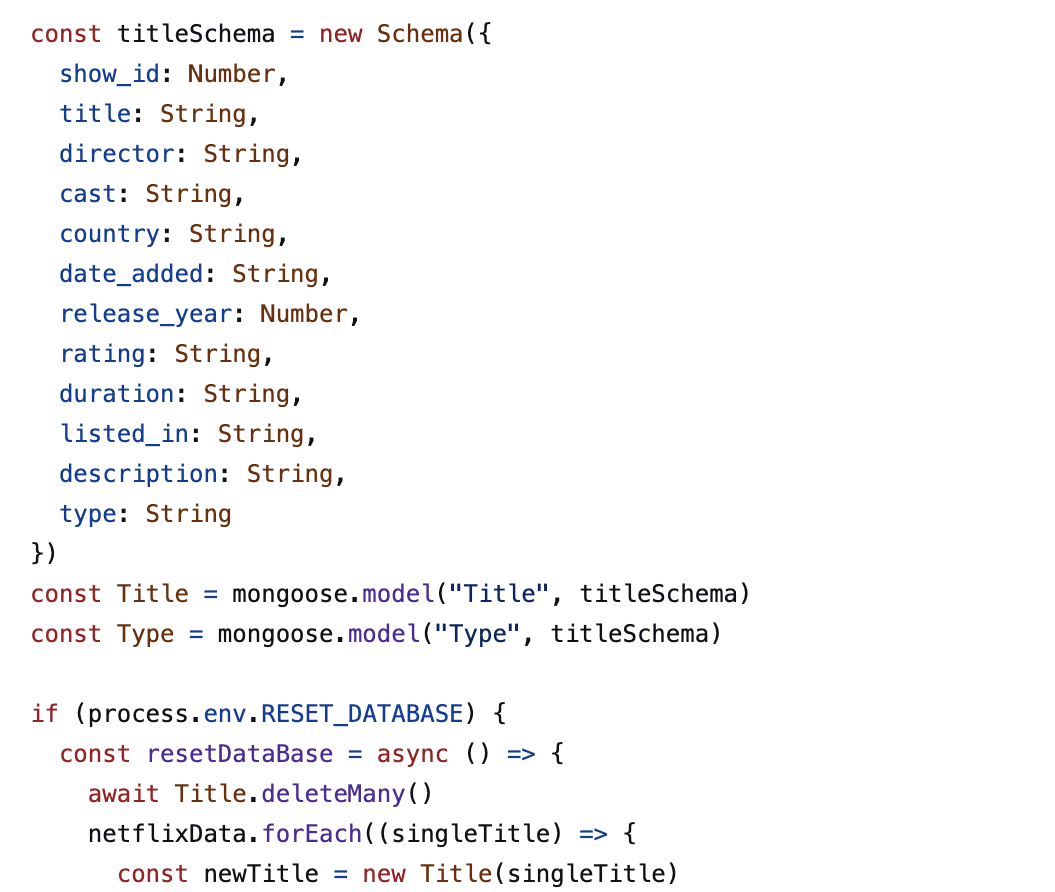 const titleSchema = new Schema({
  show_id: Number,
  title: String,
  director: String,
  cast: String,
  country: String,
  date_added: String,
  release_year: Number,
  rating: String,
  duration: String,
  listed_in: String,
  description: String,
  type: String
})
const Title = mongoose.model("Title", titleSchema)
const Type = mongoose.model("Type", titleSchema)

if (process.env.RESET_DATABASE) {
  const resetDataBase = async () => {
    await Title.deleteMany()
    netflixData.forEach((singleTitle) => {
      const newTitle = new Title(singleTitle)